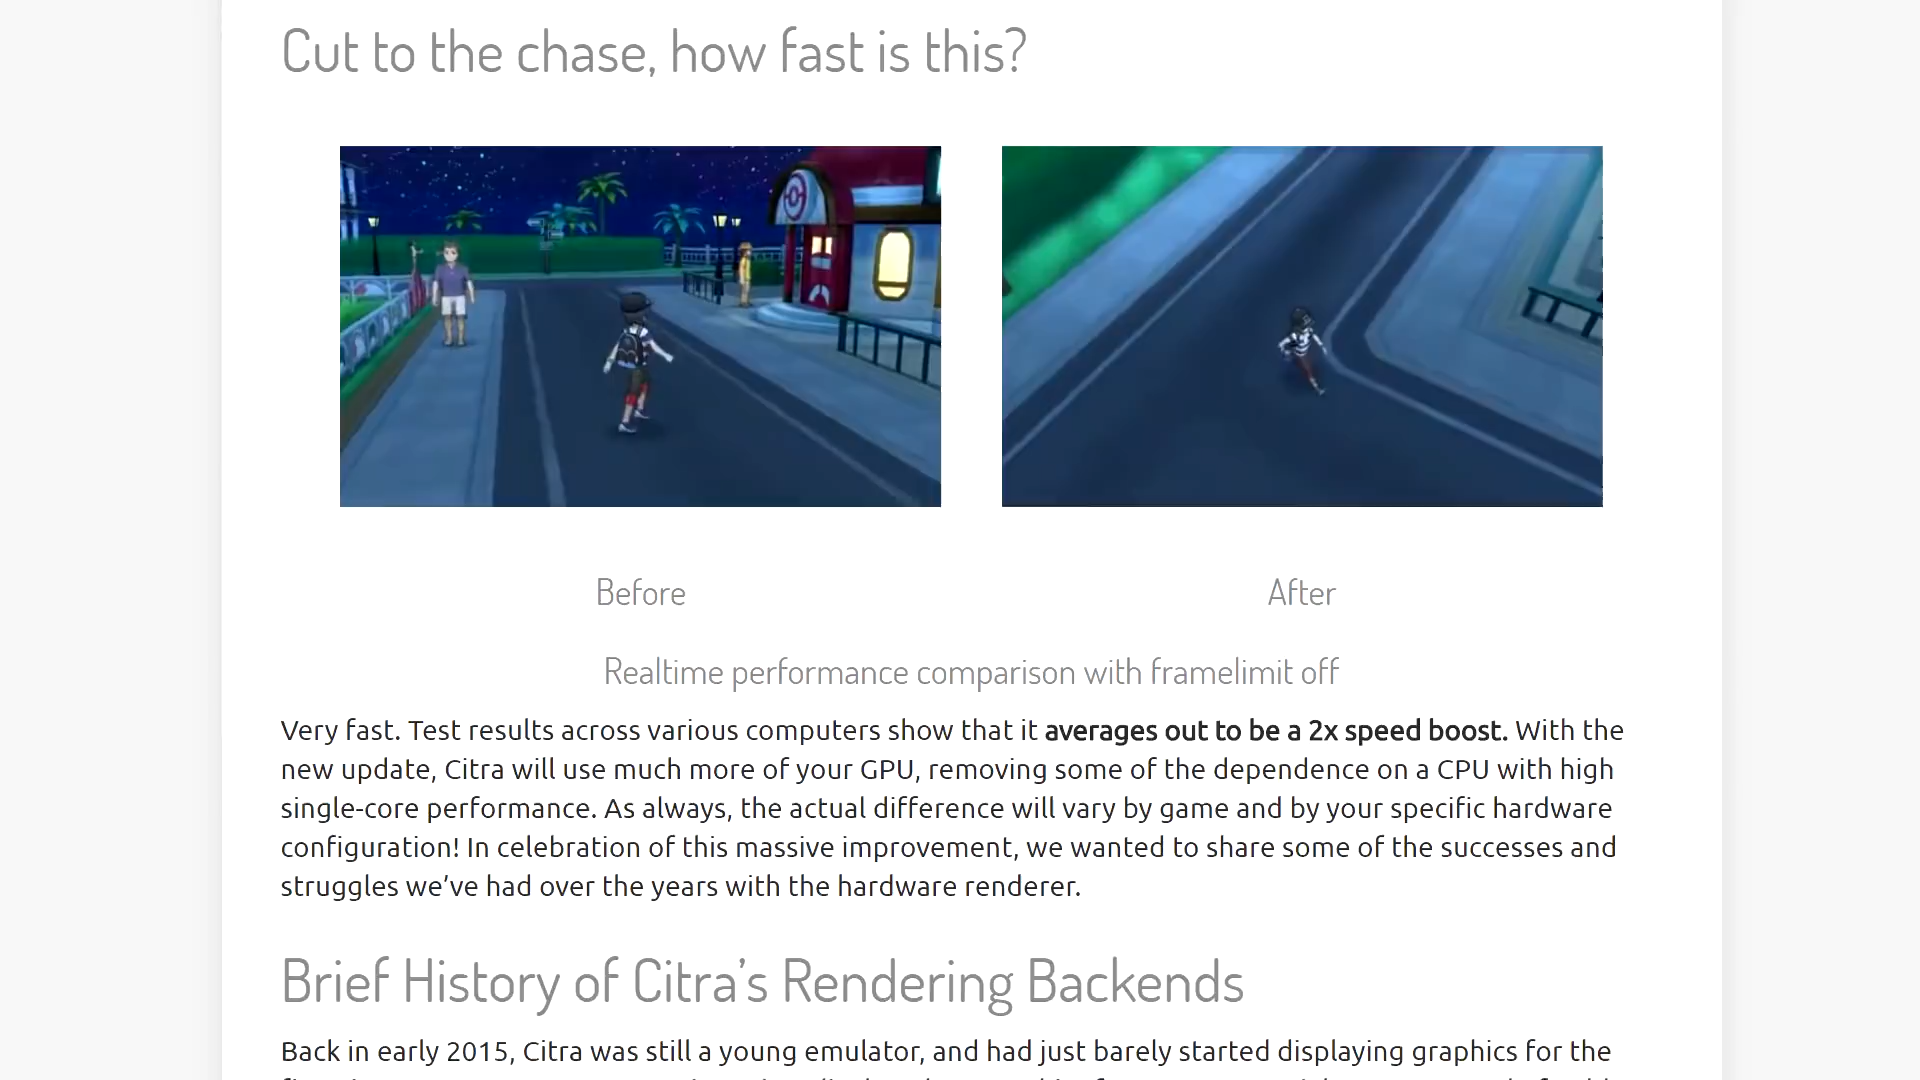 Cut to the chase, how fast is this?
Before
After
Realtime performance comparison with framelimit off
Very fast. Test results across various computers show that it averages out to be a 2x speed boost. With the
new update, Citra will use much more of your GPU, removing some of the dependence on a CPU with high
single-core performance. As always, the actual difference will vary by game and by your specific hardware
configuration! In celebration of this massive improvement, we wanted to share some of the successes and
struggles we’ve had over the years with the hardware renderer.
Brief History of Citra’s Rendering Backends
Back in early 2015, Citra was still a young emulator, and had just barely started displaying graphics for the